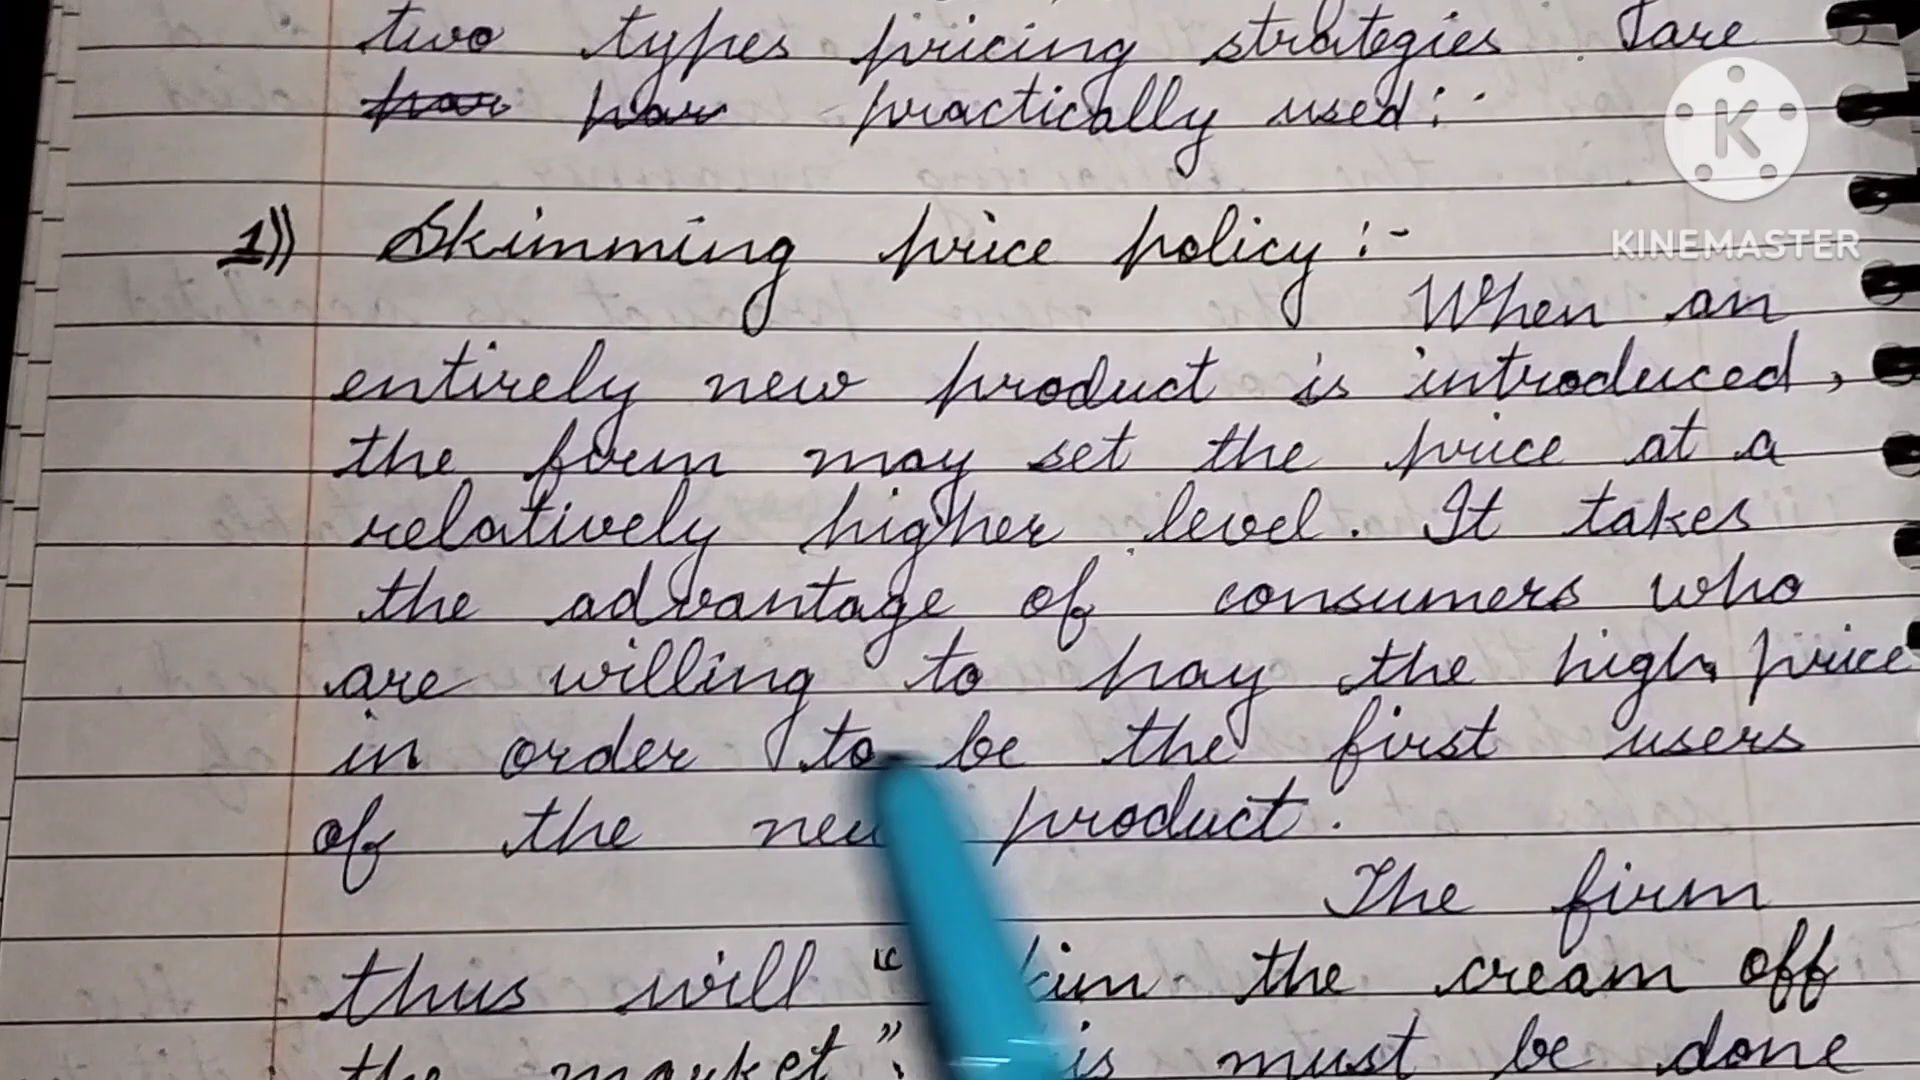 two types pricing strategies are
practically used:-
1)) Skimming price policy :-
When an
entirely new product is introduced,
the firm may set the price at a
relatively higher level. It takes
the advantage of consumers who
are willing to pay the high price
in order to be the first users
of the new product.
The firm
thus will " skim the cream off
the market". is must be done
KINEMASTER